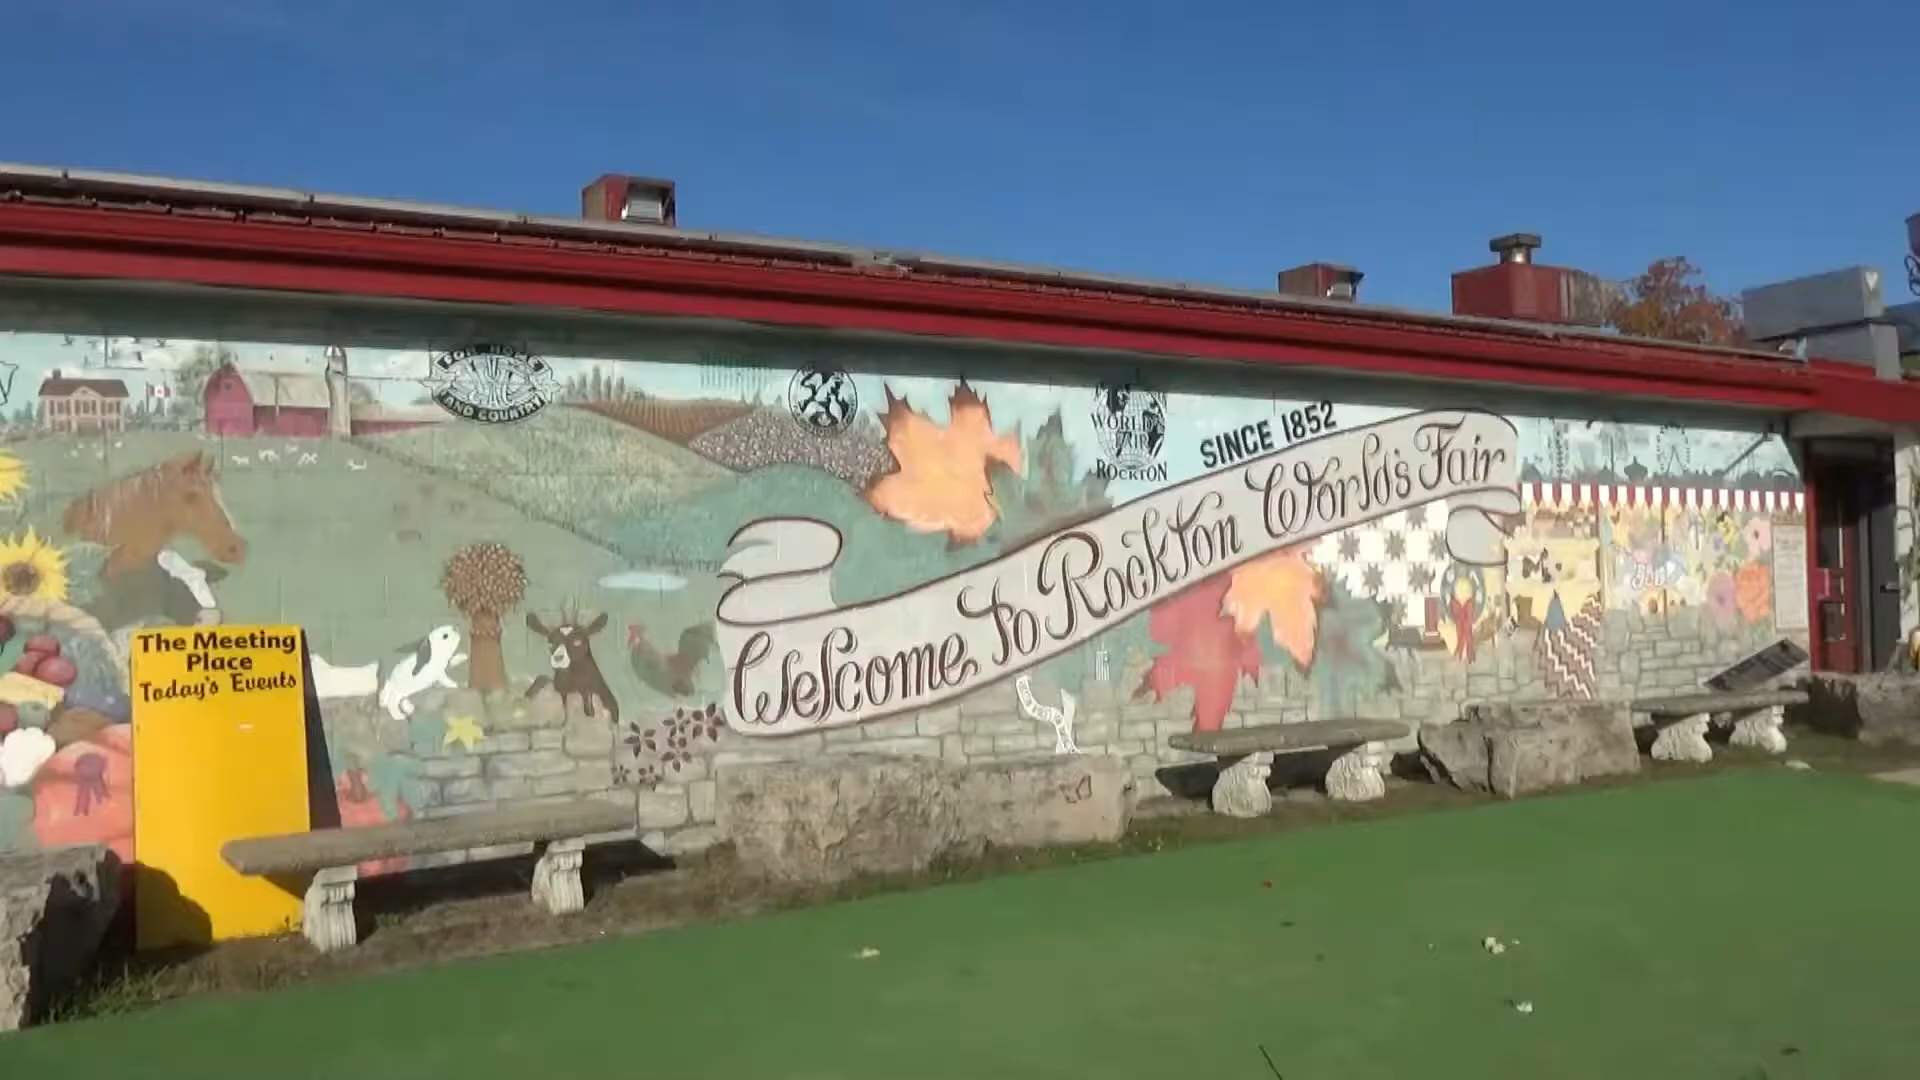 FOR HOME
AND COUNTRY
WORLD'S
FAIR
ROCKTON
SINCE 1852
Welcome to Rockton World's Fair
The Meeting
Place
Today's Events